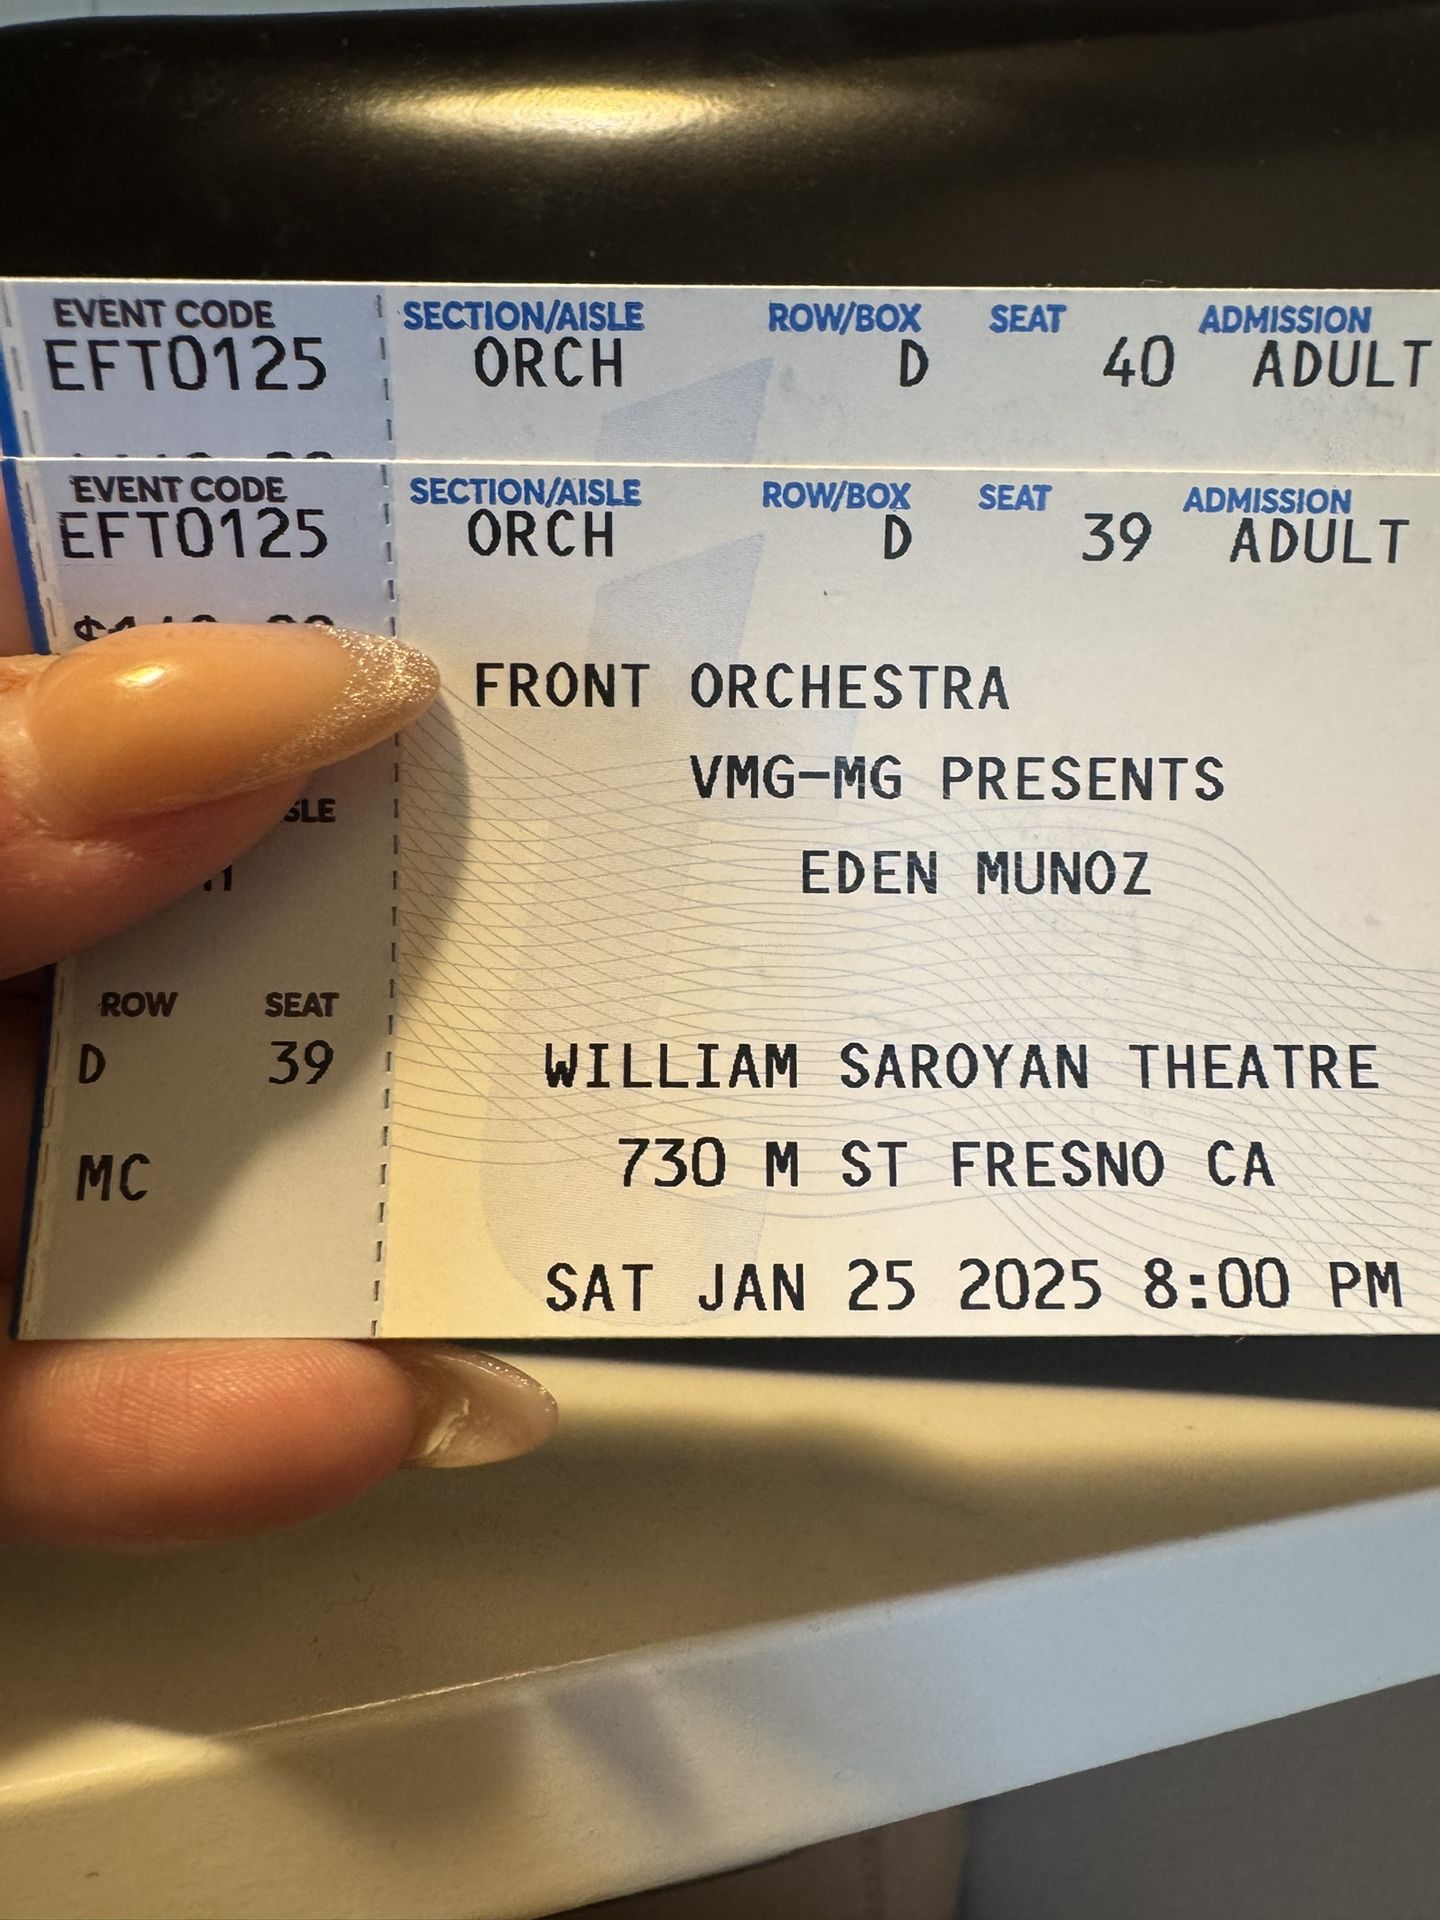 EVENT CODE SECTION/AISLE ROW/BOX SEAT ADMISSION
EFT0125 ORCH D 40 ADULT
EVENT CODE SECTION/AISLE ROW/BOX SEAT ADMISSION
EFT0125 ORCH D 39 ADULT
FRONT ORCHESTRA
VMG-MG PRESENTS
EDEN MUNOZ
ROW SEAT
D 39
WILLIAM SAROYAN THEATRE
MC
730 M ST FRESNO CA
SAT JAN 25 2025 8:00 PM